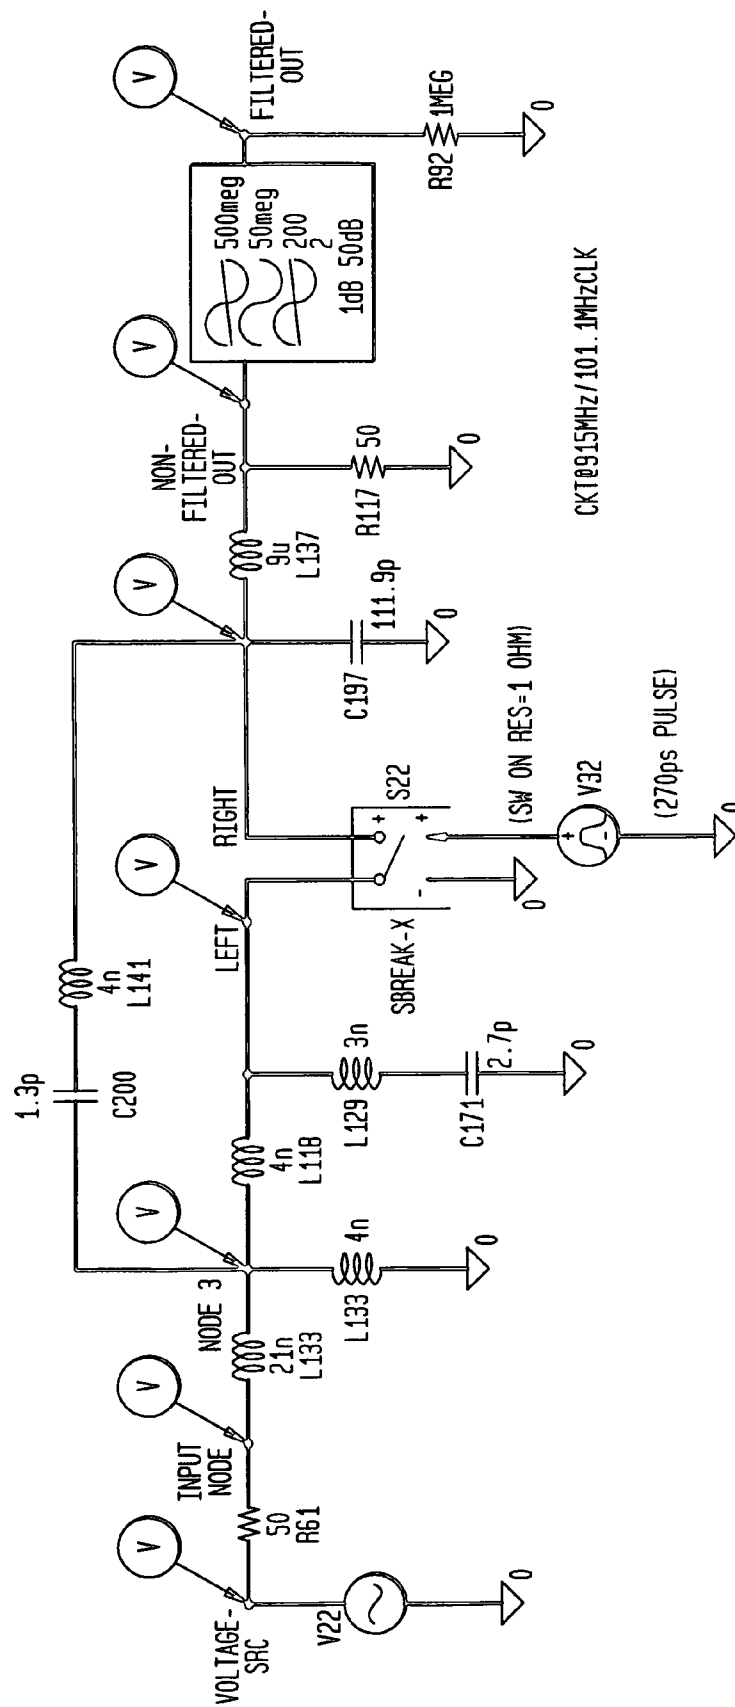 VOLTAGE-
SRC
V
V22
0
50
R61
INPUT
NODE
V
21n
L133
NODE 3
V
4n
L133
0
1.3p
C200
4n
L141
4n
L118
3n
L129
2.7p
C171
0
LEFT
V
RIGHT
SBREAK-X
S22
+
+
-
0
(SW ON RES=1 OHM)
+
-
V32
(270ps PULSE)
0
V
C197
111.9p
0
9u
L137
NON-
FILTERED-
OUT
V
R117
50
0
500meg
50meg
200
2
1dB 50dB
V
FILTERED-
OUT
R92
1MEG
0
CKT@915MHz/101.1MHzCLK